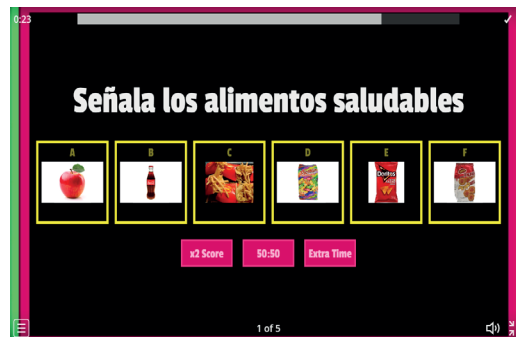 0:23
Señala los alimentos saludables
A B C D E F
Doritos
x2 Score 50:50 Extra Time
1 of 5